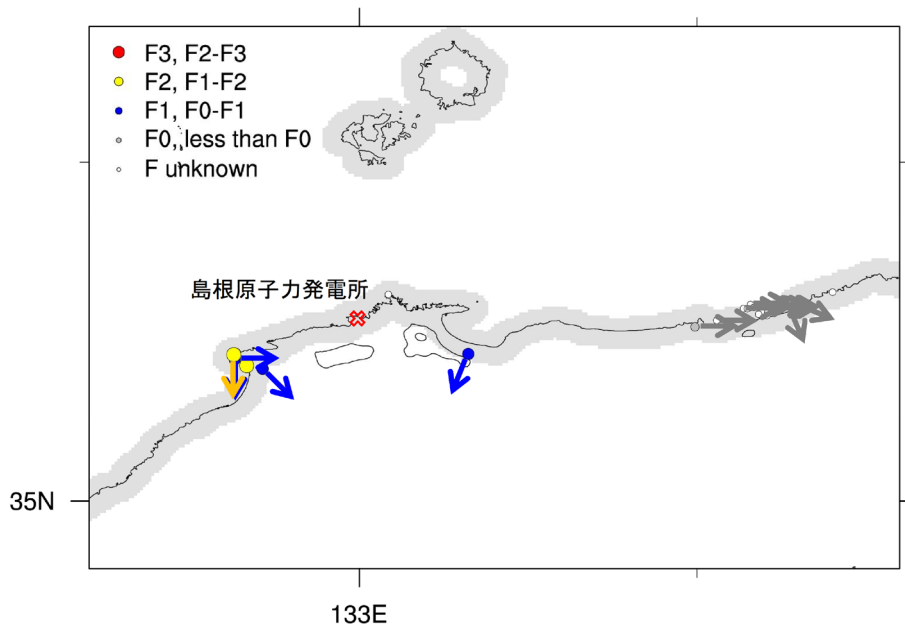 F3, F2-F3
F2, F1-F2
F1, F0-F1
F0, less than F0
F unknown
島根原子力発電所
35N
133E